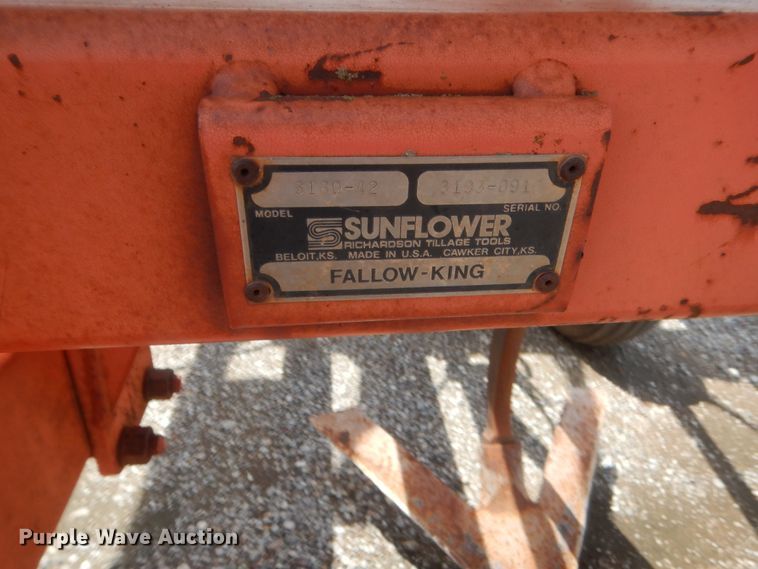 3130-42 3193-091
MODEL SERIAL NO.
SUNFLOWER
RICHARDSON TILLAGE TOOLS
BELOIT,KS. MADE IN U.S.A. CAWKER CITY,KS.
FALLOW-KING
Purple Wave Auction